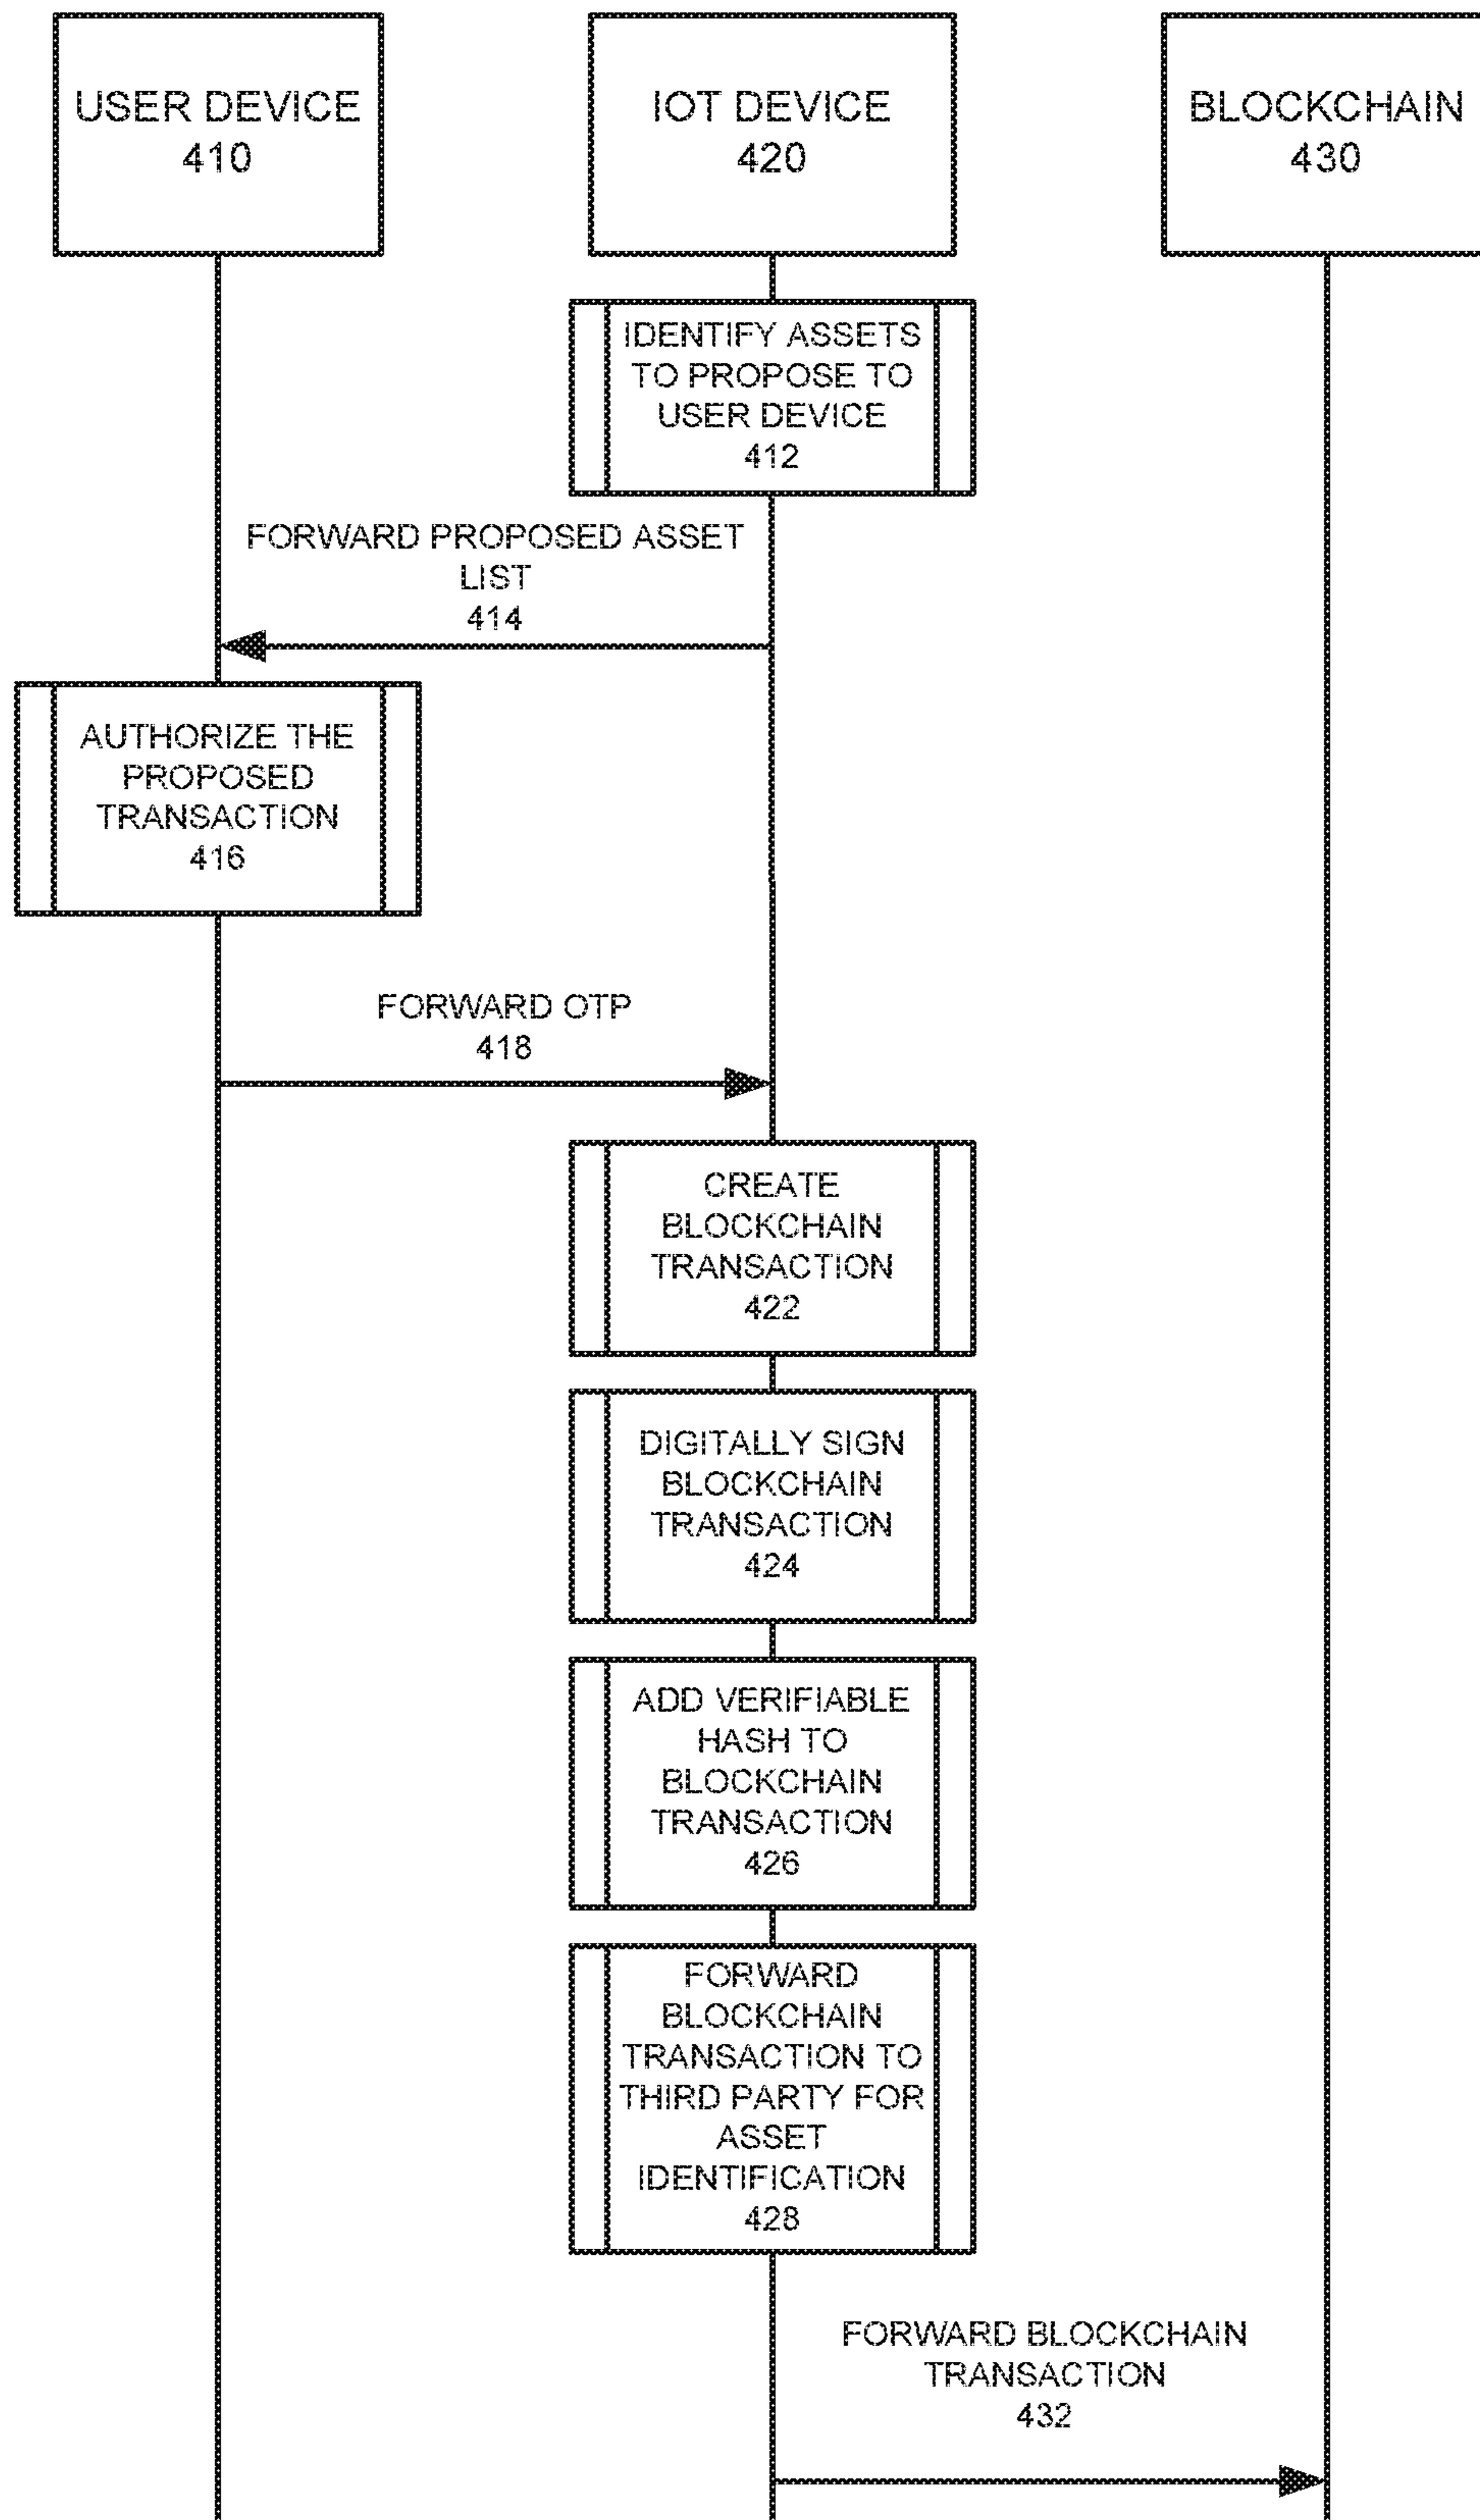 USER DEVICE
410
IOT DEVICE
420
BLOCKCHAIN
430
IDENTIFY ASSETS
TO PROPOSE TO
USER DEVICE
412
FORWARD PROPOSED ASSET
LIST
414
AUTHORIZE THE
PROPOSED
TRANSACTION
416
FORWARD OTP
418
CREATE
BLOCKCHAIN
TRANSACTION
422
DIGITALLY SIGN
BLOCKCHAIN
TRANSACTION
424
ADD VERIFIABLE
HASH TO
BLOCKCHAIN
TRANSACTION
426
FORWARD
BLOCKCHAIN
TRANSACTION TO
THIRD PARTY FOR
ASSET
IDENTIFICATION
428
FORWARD BLOCKCHAIN
TRANSACTION
432